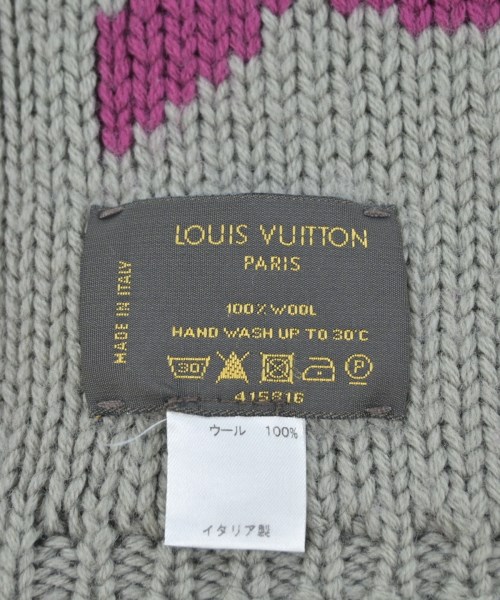 LOUIS VUITTON
PARIS
MADE IN ITALY
100% WOOL
HAND WASH UP TO 30°C
30 P
415816
ウール 100%
イタリア製